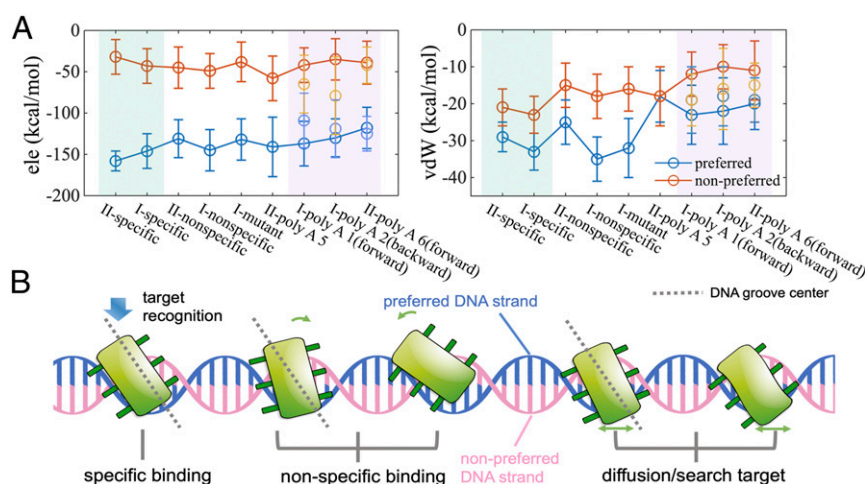 A
ele (kcal/mol)
0
-50
-100
-150
-200
II-specific
I-specific
II-nonspecific
I-nonspecific
I-mutant
II-poly A 5
I-poly A 1(forward)
I-poly A 2(backward)
II-poly A 6(forward)
vdW (kcal/mol)
0
-10
-20
-30
-40
preferred
non-preferred
II-specific
I-specific
II-nonspecific
I-nonspecific
I-mutant
II-poly A 5
I-poly A 1(forward)
I-poly A 2(backward)
II-poly A 6(forward)
B
target
recognition
preferred DNA strand
DNA groove center
specific binding
non-specific binding
non-preferred
DNA strand
diffusion/search target